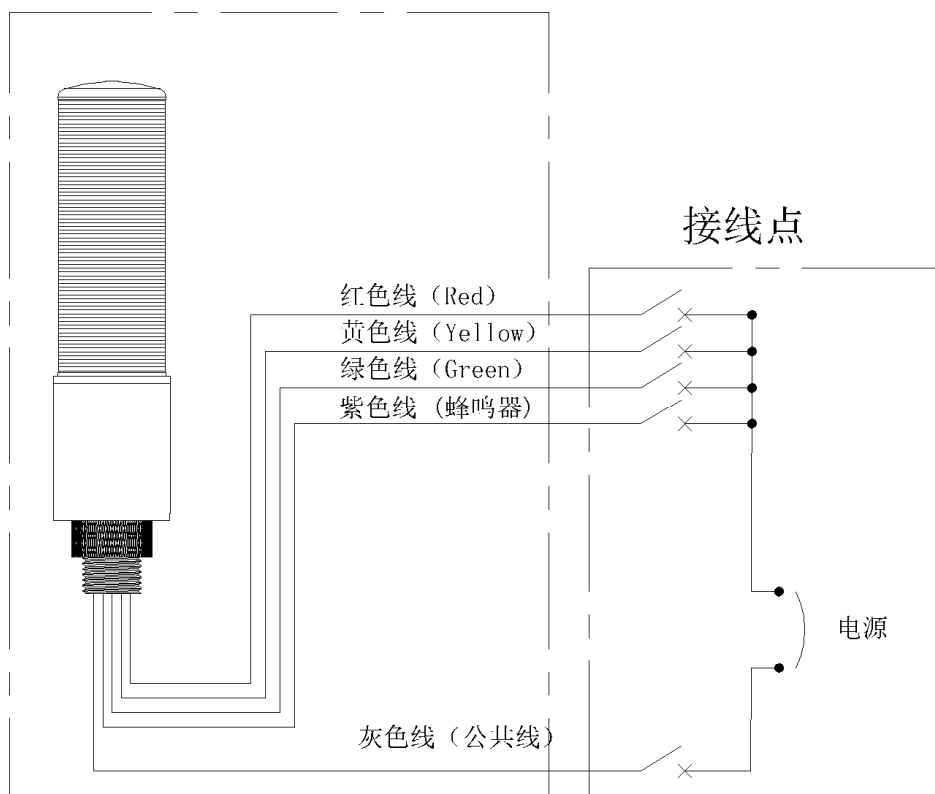 接线点
红色线（Red）
黄色线（Yellow）
绿色线（Green）
紫色线 (蜂鸣器)
电源
灰色线（公共线）